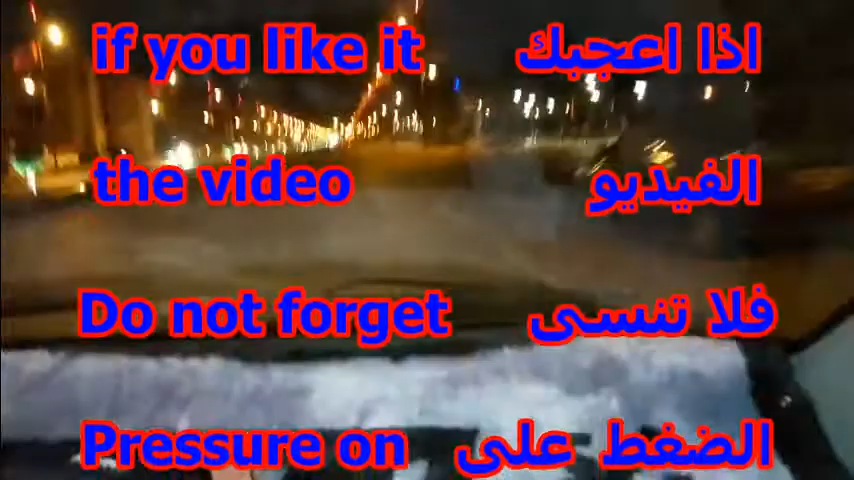 if you like it اذا اعجبك
the video الفيديو
Do not forget فلا تنسى
Pressure on الضغط على